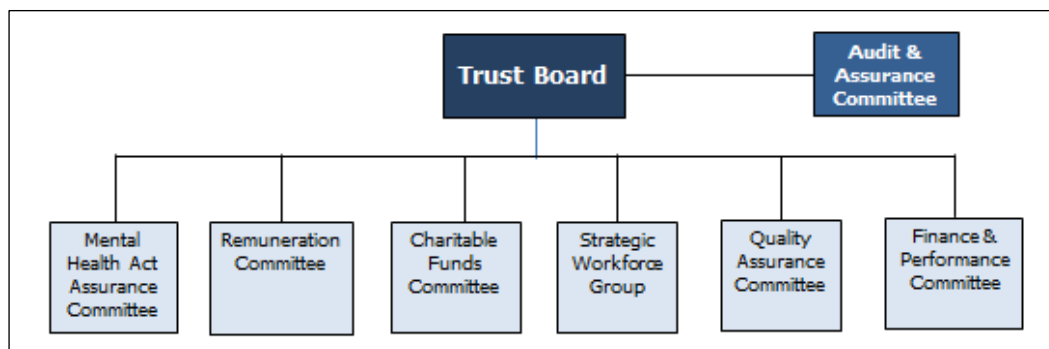 Trust Board
Audit &
Assurance
Committee
Mental
Health Act
Assurance
Committee
Remuneration
Committee
Charitable
Funds
Committee
Strategic
Workforce
Group
Quality
Assurance
Committee
Finance &
Performance
Committee